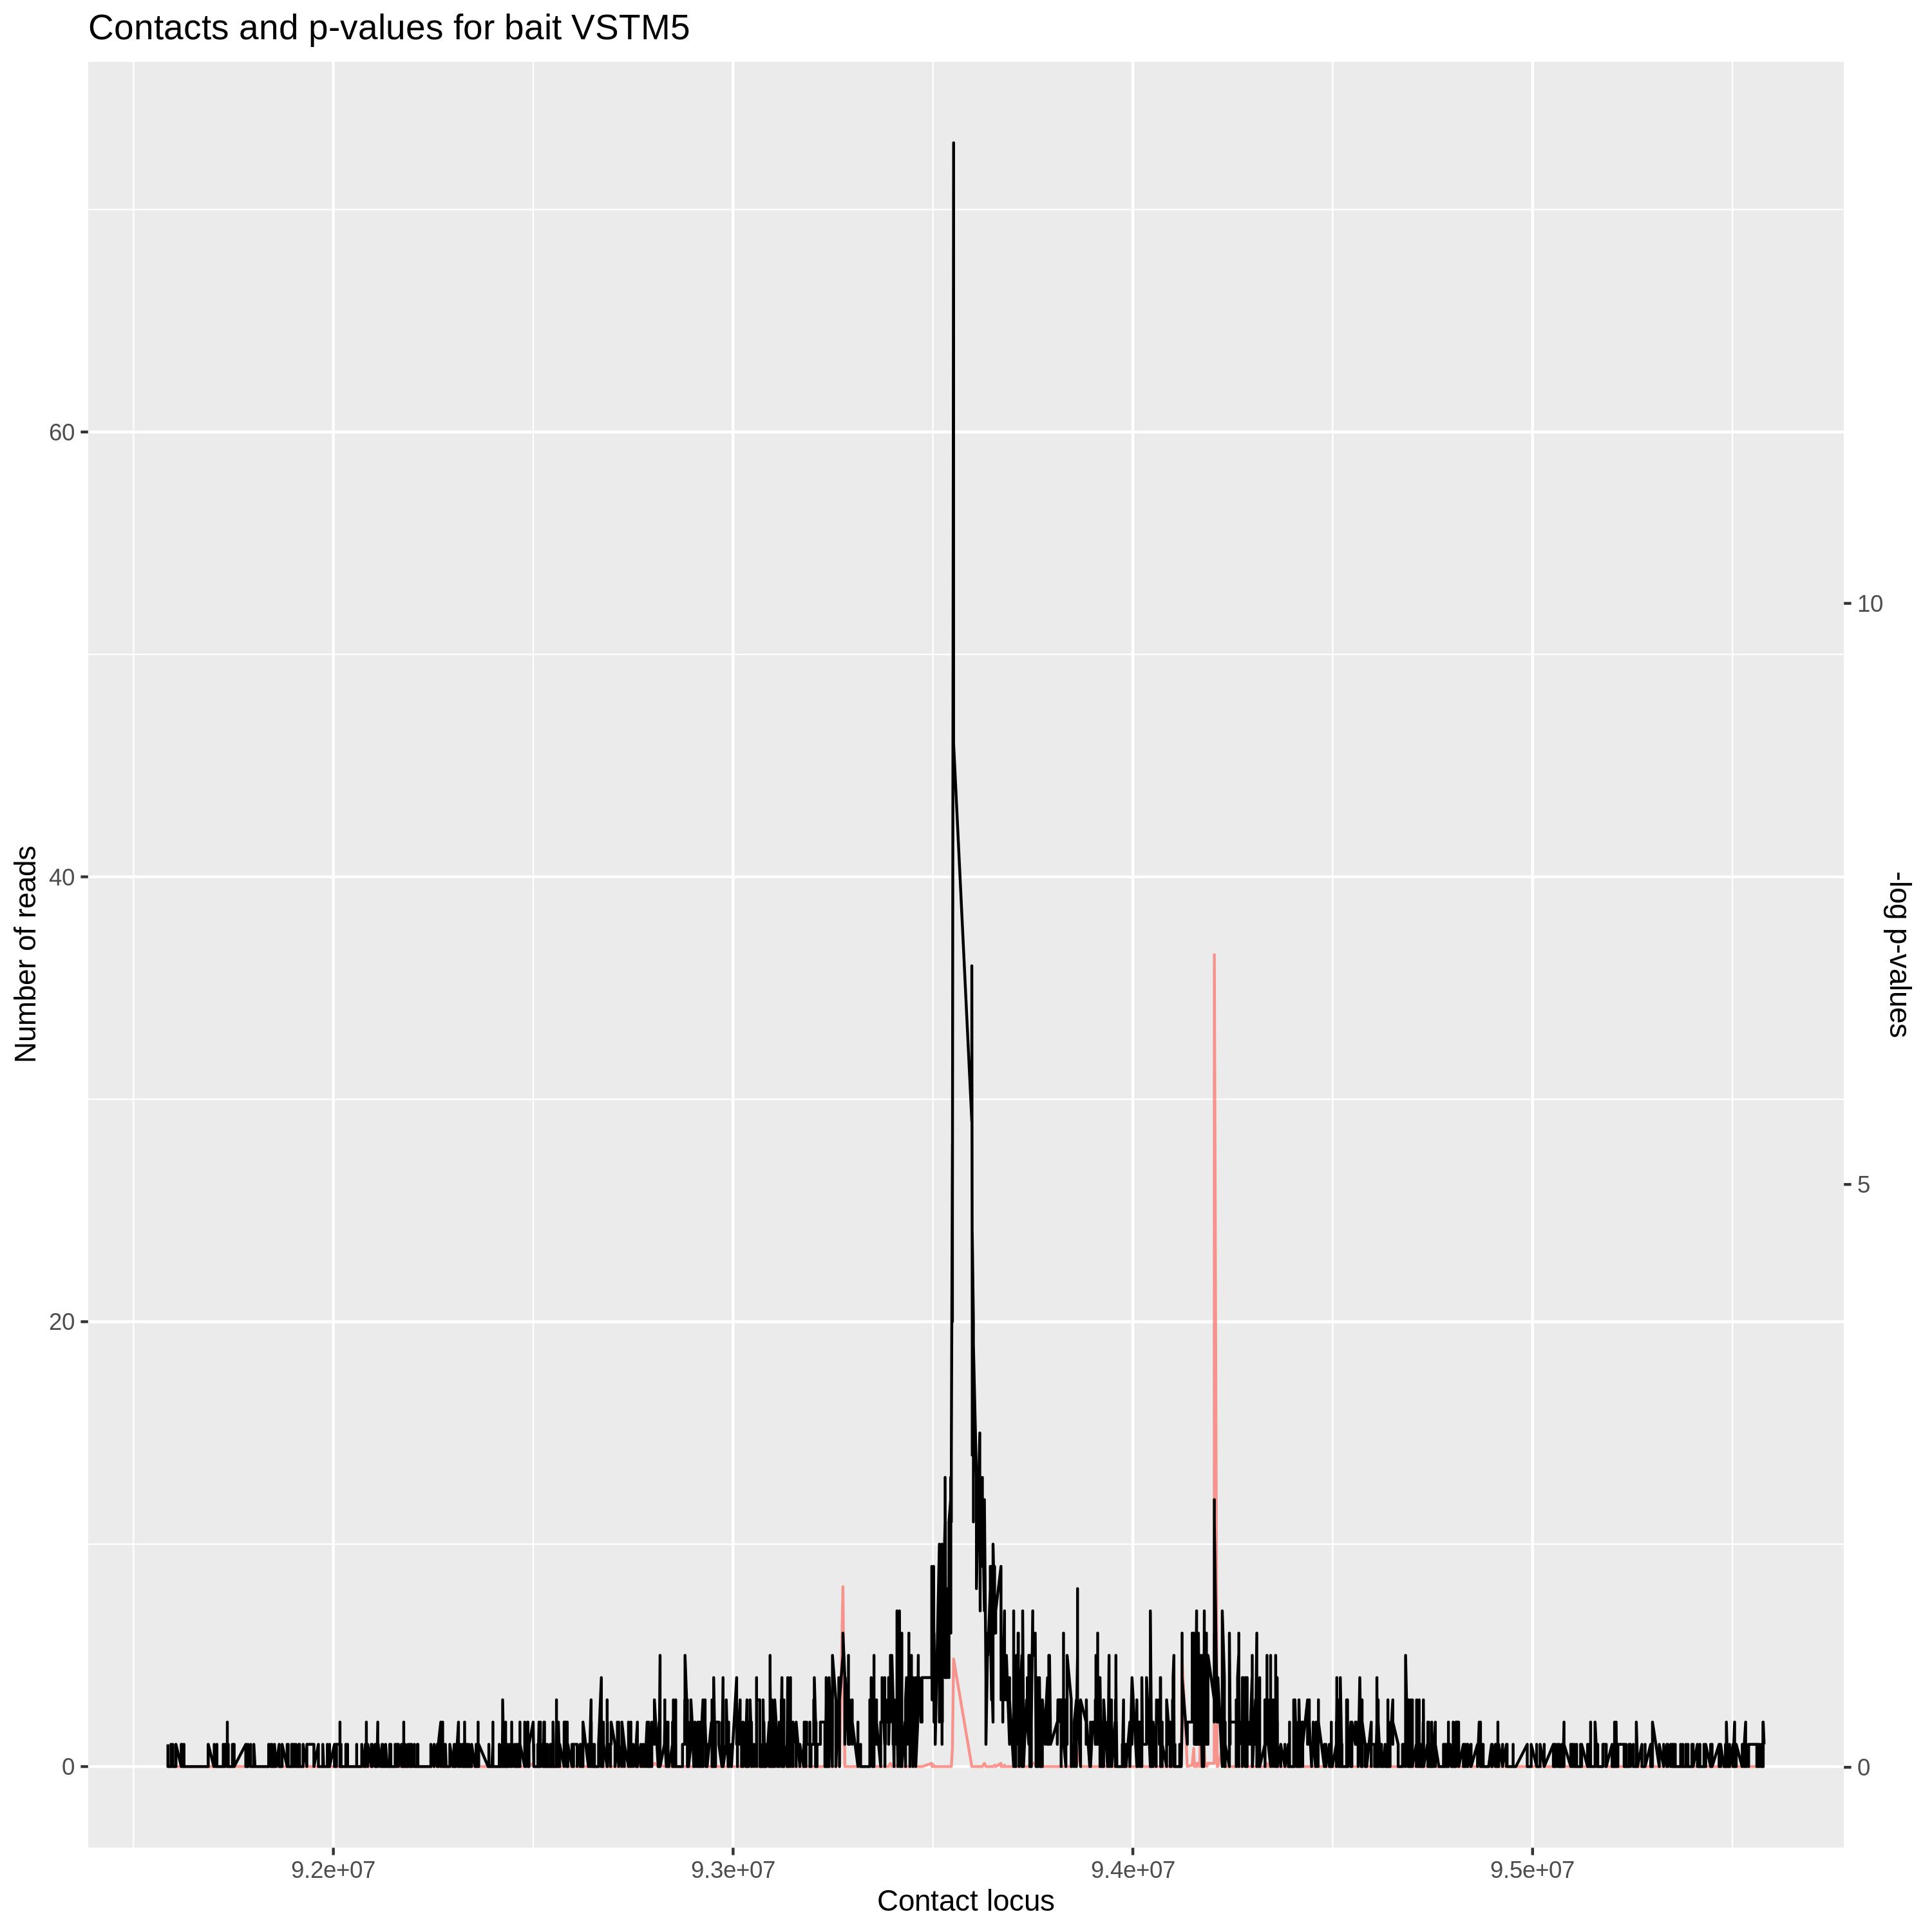 Contacts and p-values for bait VSTM5
60
40
20
0
Number of reads
10
5
0
-log p-values
9.2e+07
9.3e+07
9.4e+07
9.5e+07
Contact locus